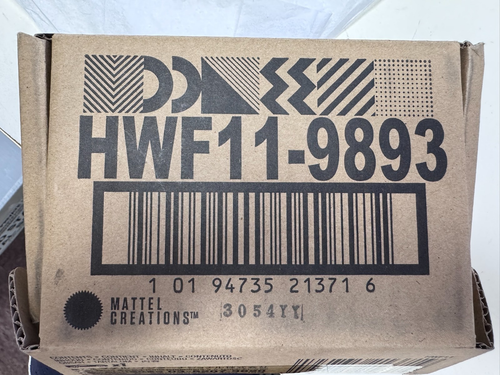 HWF11-9893
1 01 94735 21371 6
MATTEL
CREATIONS™
3054YY